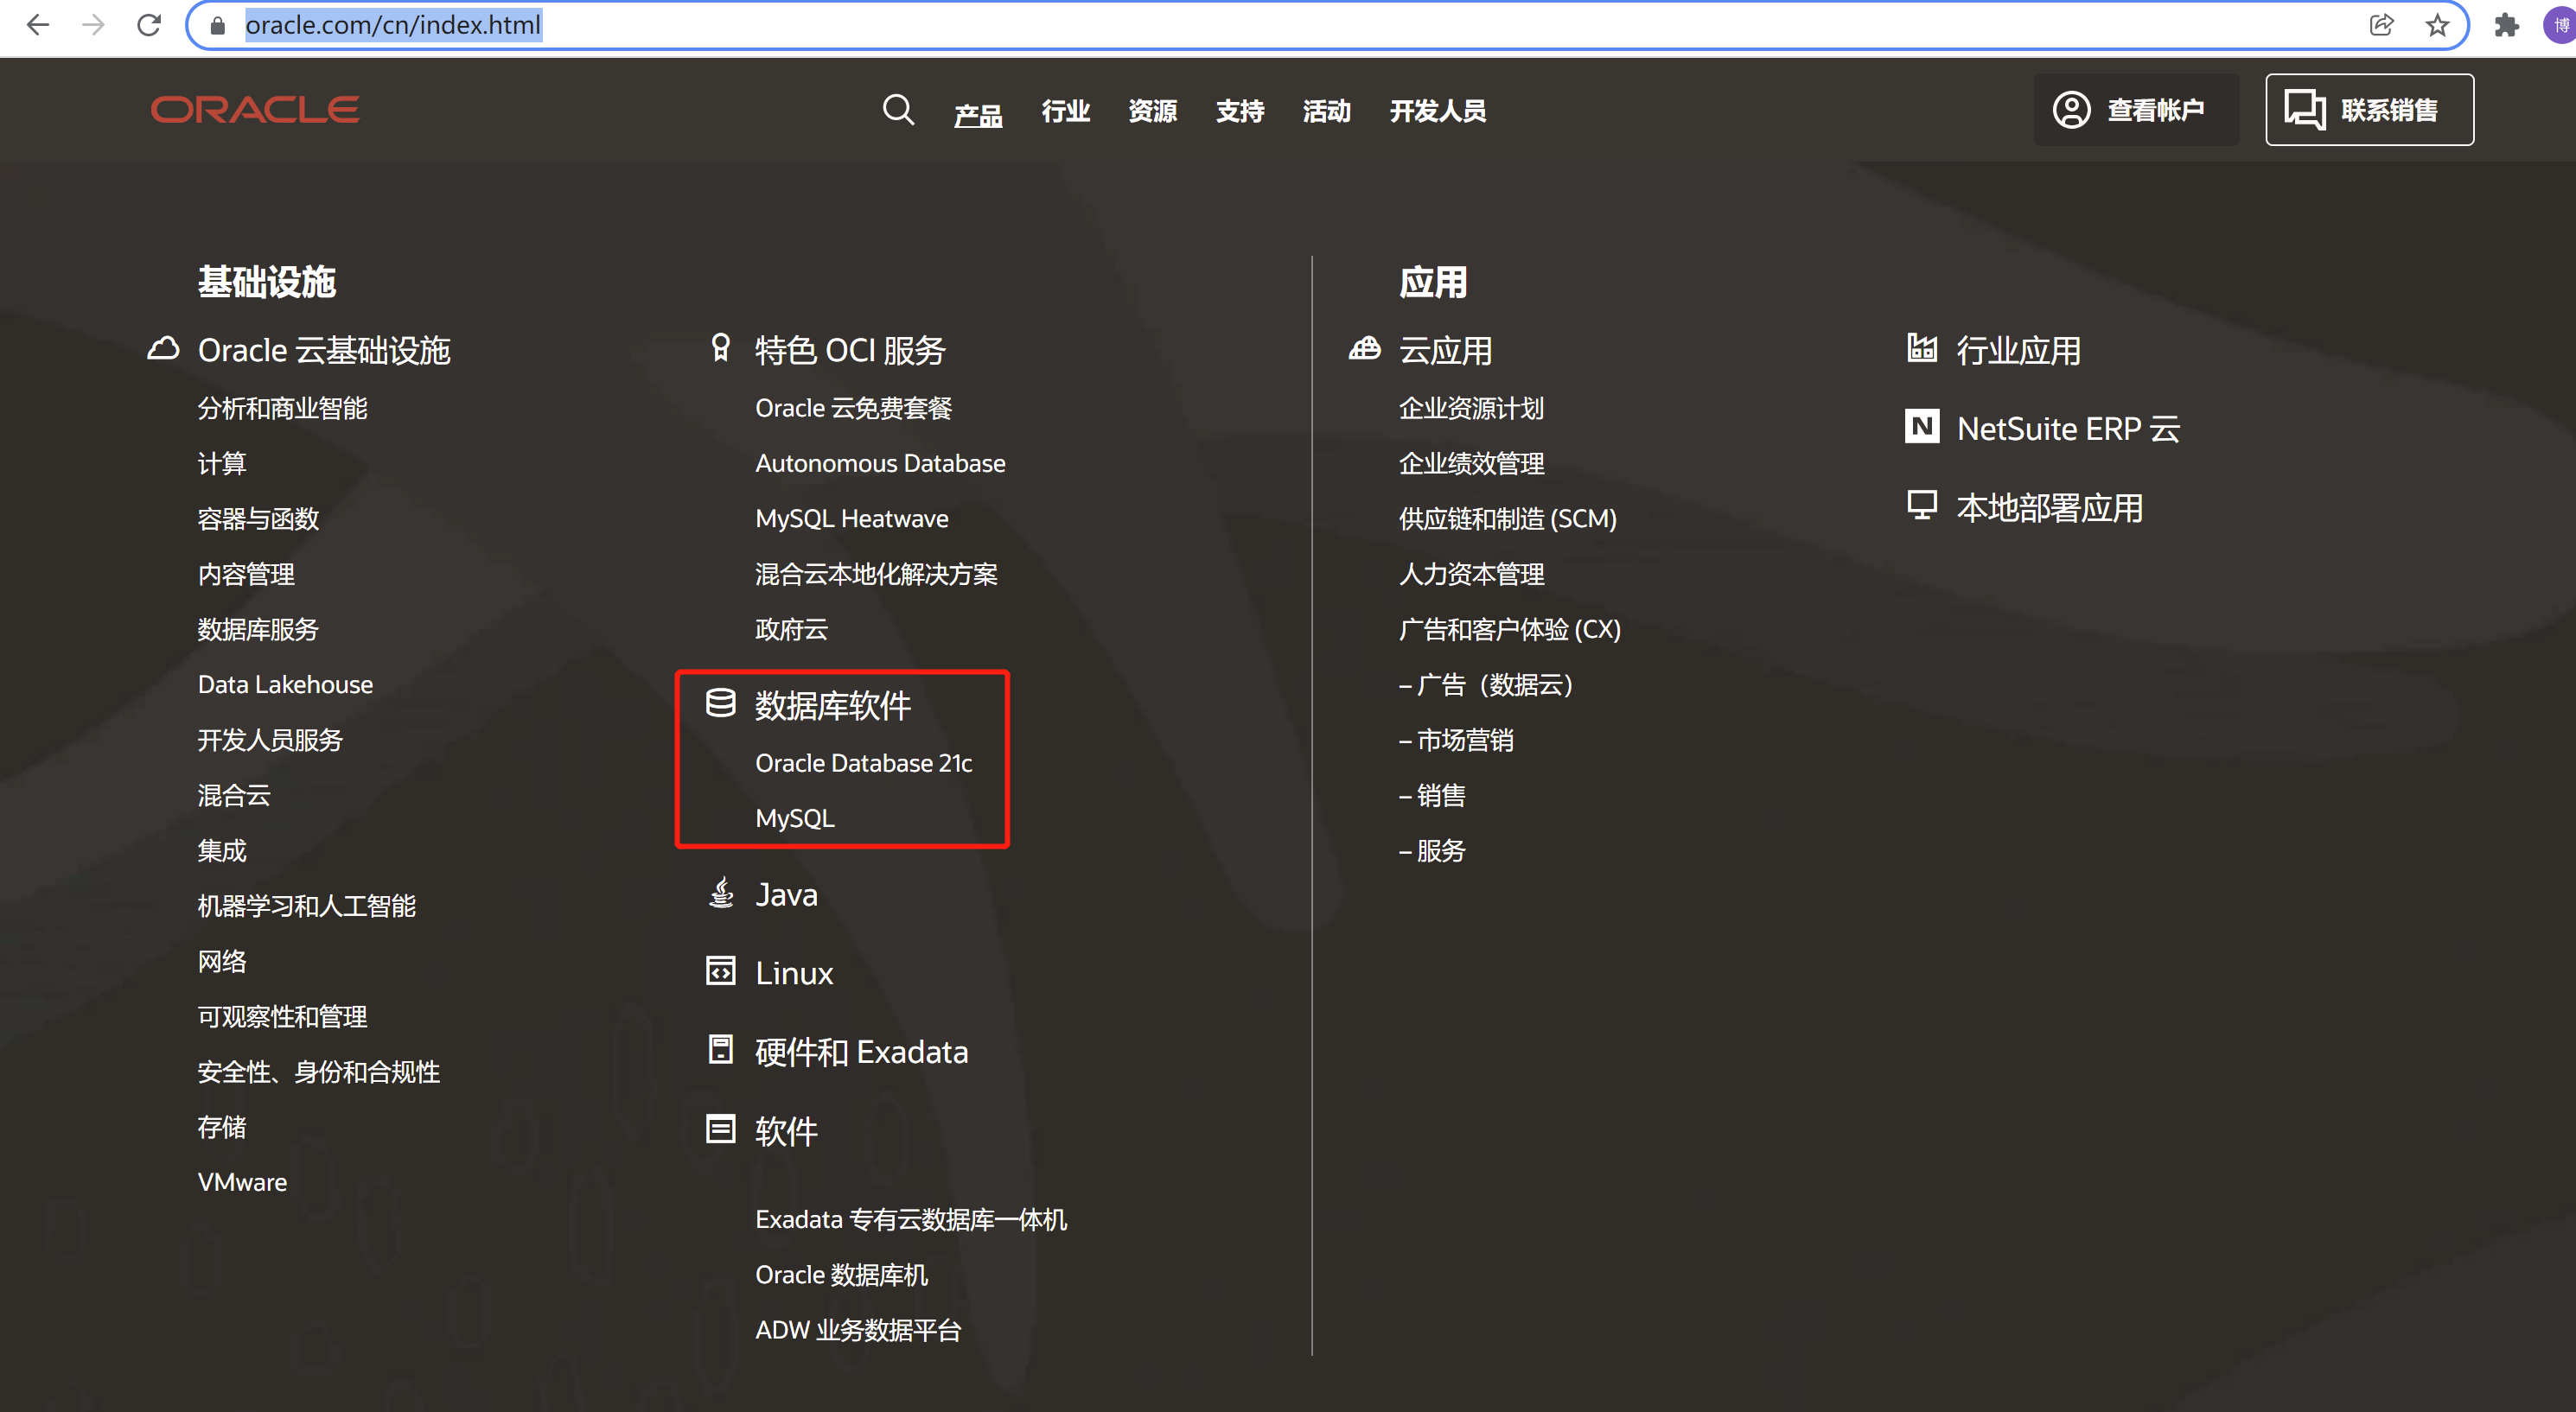 oracle.com/cn/index.html
博
ORACLE
产品 行业 资源 支持 活动 开发人员
查看帐户
联系销售
基础设施
Oracle 云基础设施
分析和商业智能
计算
容器与函数
内容管理
数据库服务
Data Lakehouse
开发人员服务
混合云
集成
机器学习和人工智能
网络
可观察性和管理
安全性、身份和合规性
存储
VMware
特色 OCI 服务
Oracle 云免费套餐
Autonomous Database
MySQL Heatwave
混合云本地化解决方案
政府云
数据库软件
Oracle Database 21c
MySQL
Java
Linux
硬件和 Exadata
软件
Exadata 专有云数据库一体机
Oracle 数据库机
ADW 业务数据平台
应用
云应用
企业资源计划
企业绩效管理
供应链和制造 (SCM)
人力资本管理
广告和客户体验 (CX)
– 广告（数据云）
– 市场营销
– 销售
– 服务
行业应用
N NetSuite ERP 云
本地部署应用